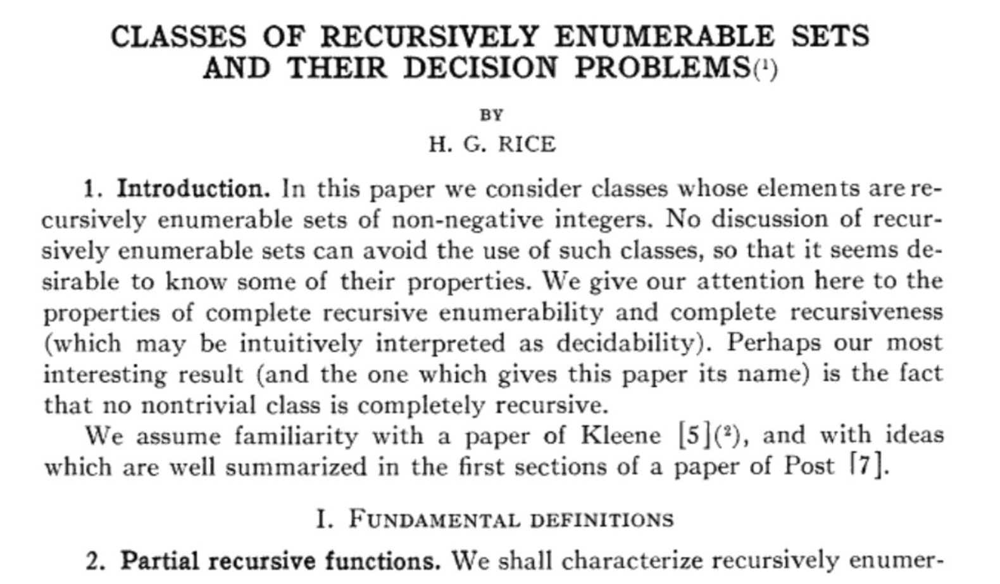 CLASSES OF RECURSIVELY ENUMERABLE SETS
AND THEIR DECISION PROBLEMS(¹)
BY
H. G. RICE
1. Introduction. In this paper we consider classes whose elements are re-
cursively enumerable sets of non-negative integers. No discussion of recur-
sively enumerable sets can avoid the use of such classes, so that it seems de-
sirable to know some of their properties. We give our attention here to the
properties of complete recursive enumerability and complete recursiveness
(which may be intuitively interpreted as decidability). Perhaps our most
interesting result (and the one which gives this paper its name) is the fact
that no nontrivial class is completely recursive.
We assume familiarity with a paper of Kleene [5](²), and with ideas
which are well summarized in the first sections of a paper of Post [7].
I. FUNDAMENTAL DEFINITIONS
2. Partial recursive functions. We shall characterize recursively enumer-